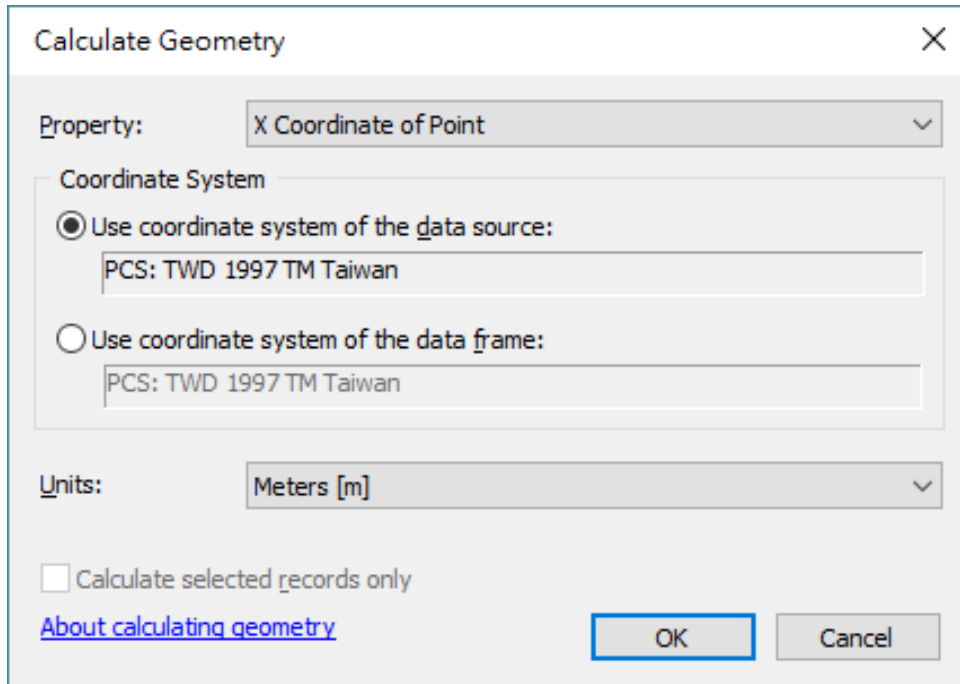 Calculate Geometry
Property: X Coordinate of Point
Coordinate System
Use coordinate system of the data source:
PCS: TWD 1997 TM Taiwan
Use coordinate system of the data frame:
PCS: TWD 1997 TM Taiwan
Units: Meters [m]
Calculate selected records only
About calculating geometry
OK Cancel